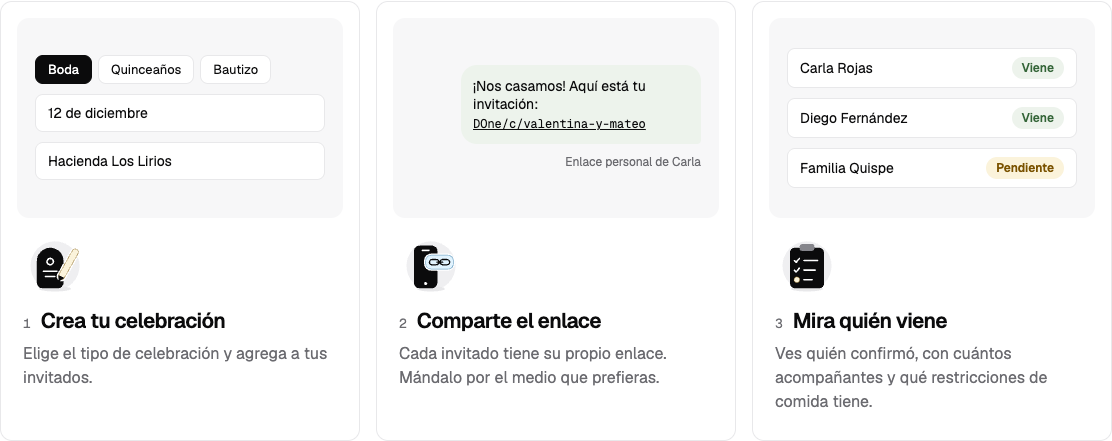 Boda
Quinceaños
Bautizo
12 de diciembre
Hacienda Los Lirios
1 Crea tu celebración
Elige el tipo de celebración y agrega a tus
invitados.
¡Nos casamos! Aquí está tu
invitación:
DOne/c/valentina-y-mateo
Enlace personal de Carla
2 Comparte el enlace
Cada invitado tiene su propio enlace.
Mándalo por el medio que prefieras.
Carla Rojas Viene
Diego Fernández Viene
Familia Quispe Pendiente
3 Mira quién viene
Ves quién confirmó, con cuántos
acompañantes y qué restricciones de
comida tiene.